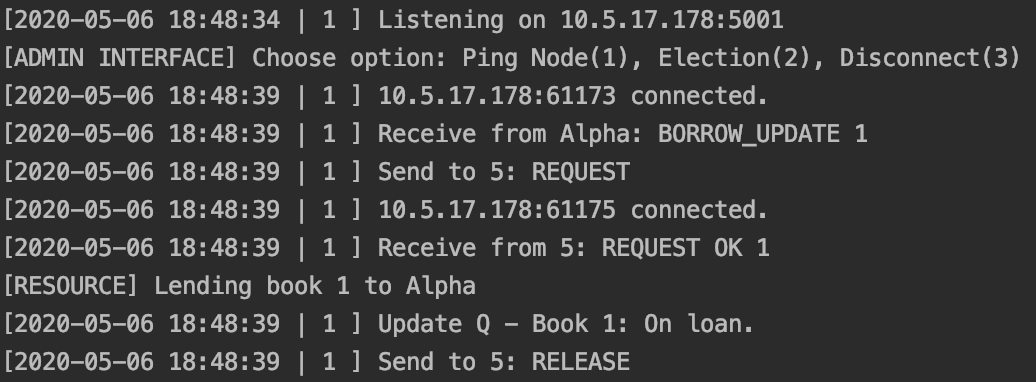 [2020-05-06 18:48:34 | 1 ] Listening on 10.5.17.178:5001
[ADMIN INTERFACE] Choose option: Ping Node(1), Election(2), Disconnect(3)
[2020-05-06 18:48:39 | 1 ] 10.5.17.178:61173 connected.
[2020-05-06 18:48:39 | 1 ] Receive from Alpha: BORROW_UPDATE 1
[2020-05-06 18:48:39 | 1 ] Send to 5: REQUEST
[2020-05-06 18:48:39 | 1 ] 10.5.17.178:61175 connected.
[2020-05-06 18:48:39 | 1 ] Receive from 5: REQUEST OK 1
[RESOURCE] Lending book 1 to Alpha
[2020-05-06 18:48:39 | 1 ] Update Q – Book 1: On loan.
[2020-05-06 18:48:39 | 1 ] Send to 5: RELEASE